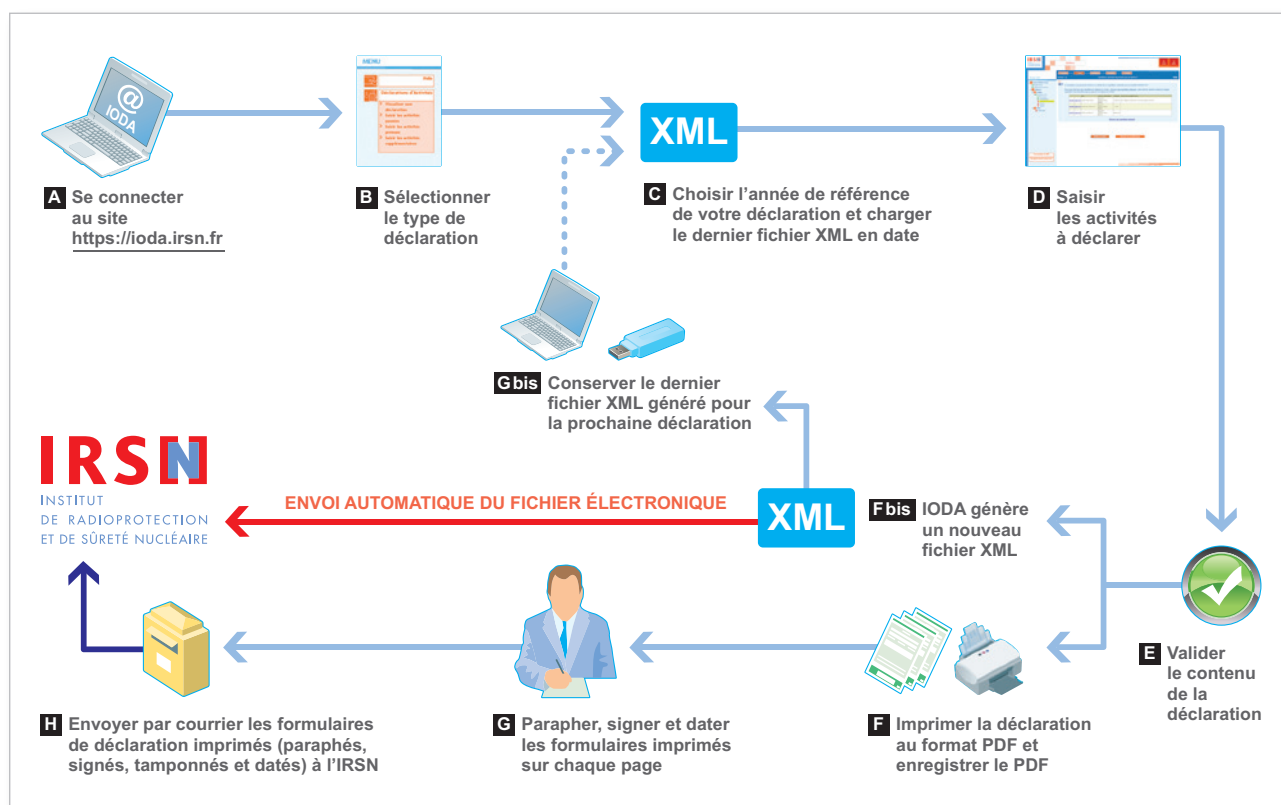 @
IODA
MENU
XML
A Se connecter
au site
https://ioda.irsn.fr
B Sélectionner
le type de
déclaration
C Choisir l'année de référence
de votre déclaration et charger
le dernier fichier XML en date
D Saisir
les activités
à déclarer
G bis Conserver le dernier
fichier XML généré pour
la prochaine déclaration
IRSN
INSTITUT
DE RADIOPROTECTION
ET DE SÛRETÉ NUCLÉAIRE
ENVOI AUTOMATIQUE DU FICHIER ÉLECTRONIQUE
XML
F bis IODA génère
un nouveau
fichier XML
E Valider
le contenu
de la
déclaration
H Envoyer par courrier les formulaires
de déclaration imprimés (paraphés,
signés, tamponnés et datés) à l'IRSN
G Parapher, signer et dater
les formulaires imprimés
sur chaque page
F Imprimer la déclaration
au format PDF et
enregistrer le PDF